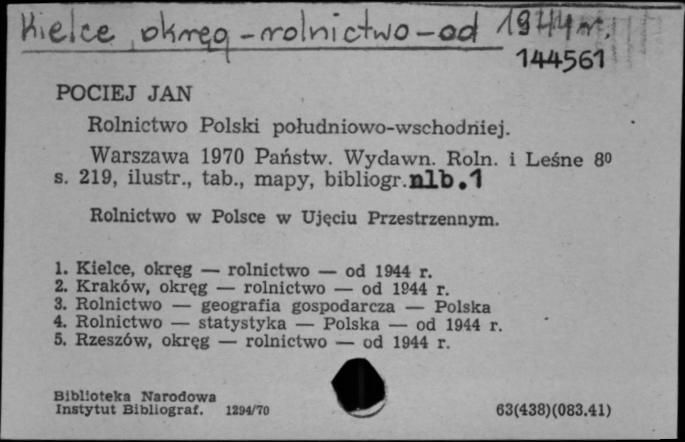 Kielce, okręg - rolnictwo - od 1944 r.
144561
POCIEJ JAN
Rolnictwo Polski południowo-wschodniej.
Warszawa 1970 Państw. Wydawn. Roln. i Leśne 8⁰
s. 219, ilustr., tab., mapy, bibliogr. nlb.1
Rolnictwo w Polsce w Ujęciu Przestrzennym.
1. Kielce, okręg — rolnictwo — od 1944 r.
2. Kraków, okręg — rolnictwo — od 1944 r.
3. Rolnictwo — geografia gospodarcza — Polska
4. Rolnictwo — statystyka — Polska — od 1944 r.
5. Rzeszów, okręg — rolnictwo — od 1944 r.
Biblioteka Narodowa
Instytut Bibliograf. 1294/70
63(438)(083.41)